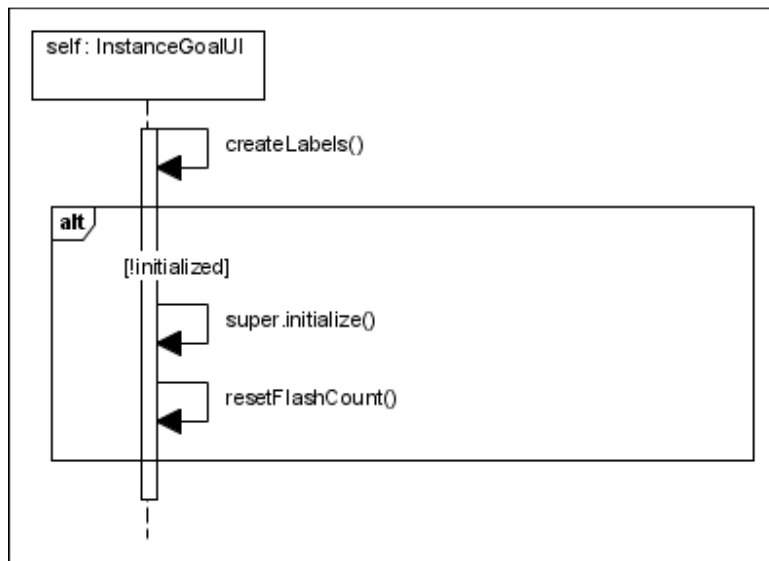 self: InstanceGoalUI
createLabels()
alt
[!initialized]
super.initialize()
resetFlashCount()